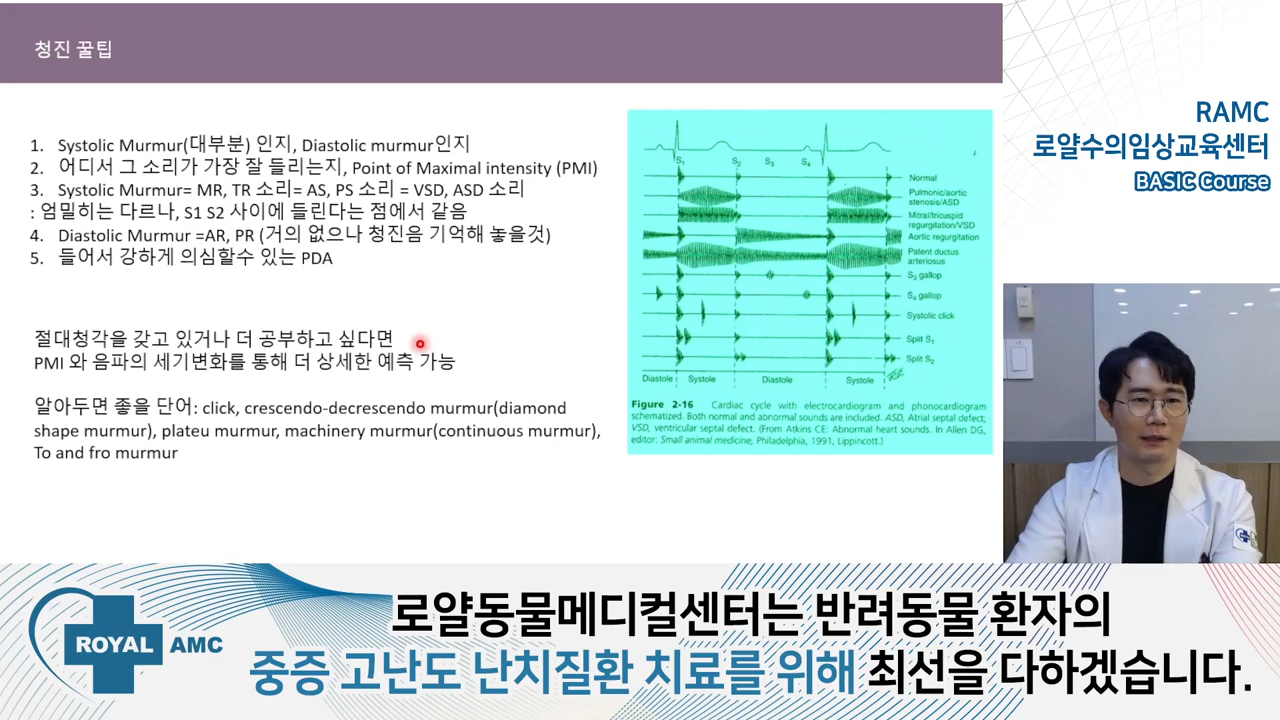 청진 꿀팁
1. Systolic Murmur(대부분) 인지, Diastolic murmur인지
2. 어디서 그 소리가 가장 잘 들리는지, Point of Maximal intensity (PMI)
3. Systolic Murmur= MR, TR 소리= AS, PS 소리 = VSD, ASD 소리
: 엄밀히는 다르나, S1 S2 사이에 들린다는 점에서 같음
4. Diastolic Murmur =AR, PR (거의 없으나 청진음 기억해 놓을것)
5. 들어서 강하게 의심할수 있는 PDA
절대청각을 갖고 있거나 더 공부하고 싶다면
PMI 와 음파의 세기변화를 통해 더 상세한 예측 가능
알아두면 좋을 단어: click, crescendo-decrescendo murmur(diamond
shape murmur), plateu murmur, machinery murmur(continuous murmur),
To and fro murmur
S1 S2 S3 S4
Normal
Pulmonic/aortic
stenosis/ASD
Mitral/tricuspid
regurgitation/VSD
Aortic regurgitation
Patent ductus
arteriosus
S3 gallop
S4 gallop
Systolic click
Split S1
Split S2
Diastole Systole Diastole Systole
Figure 2-16 Cardiac cycle with electrocardiogram and phonocardiogram
schematized. Both normal and abnormal sounds are included. ASD, Atrial septal defect;
VSD, ventricular septal defect. (From Atkins CE: Abnormal heart sounds. In Allen DG,
editor: Small animal medicine, Philadelphia, 1991, Lippincott.)
RAMC
로얄수의임상교육센터
BASIC Course
ROYAL AMC
로얄동물메디컬센터는 반려동물 환자의
중증 고난도 난치질환 치료를 위해 최선을 다하겠습니다.